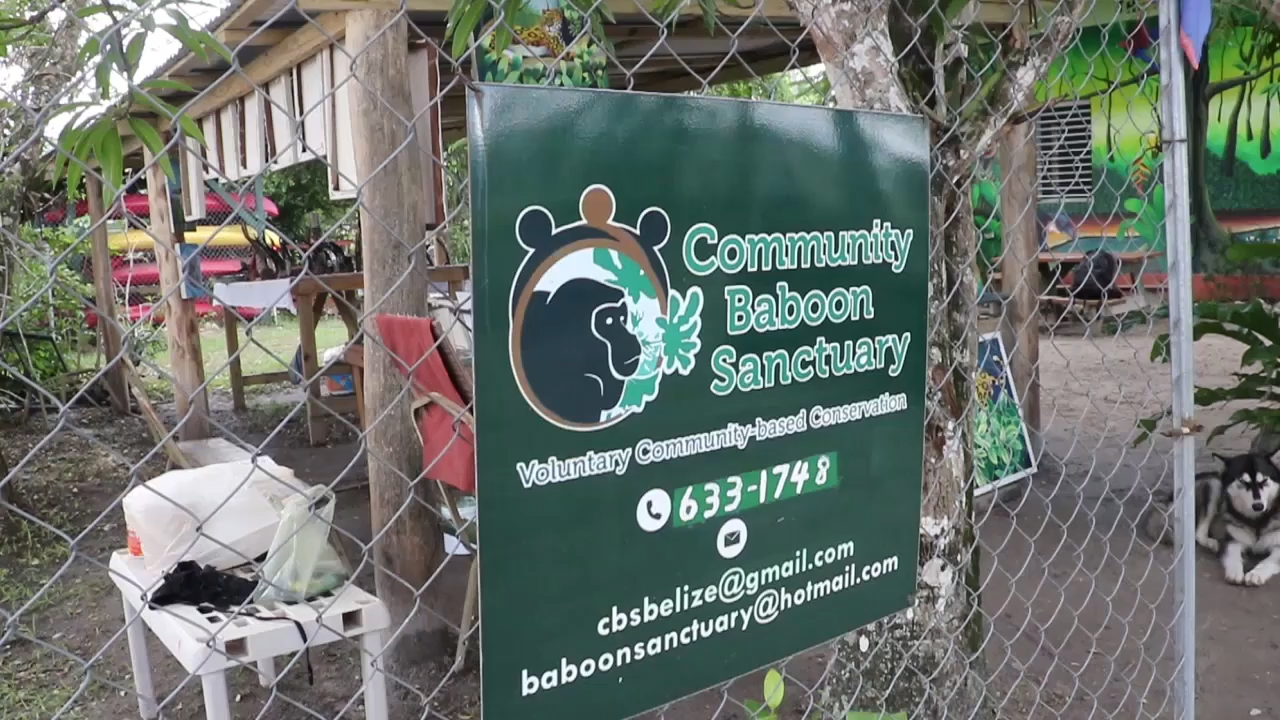 Community
Baboon
Sanctuary
Voluntary Community-based Conservation
633-1748
cbsbelize@gmail.com
baboonsanctuary@hotmail.com